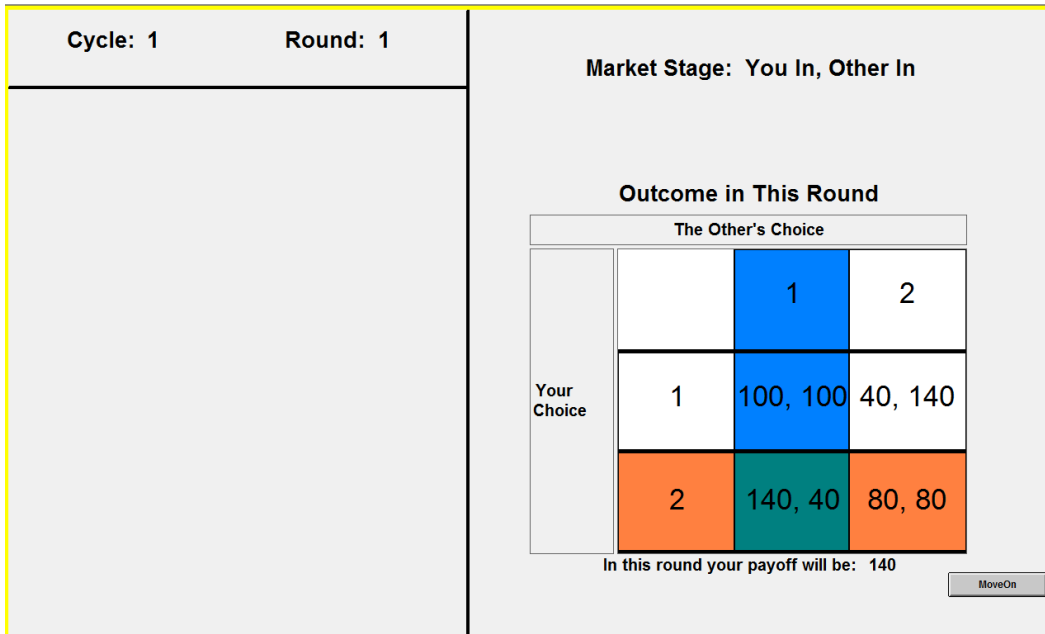 Cycle: 1 Round: 1
Market Stage: You In, Other In
Outcome in This Round
The Other's Choice
1 2
Your
Choice
1 100, 100 40, 140
2 140, 40 80, 80
In this round your payoff will be: 140
MoveOn